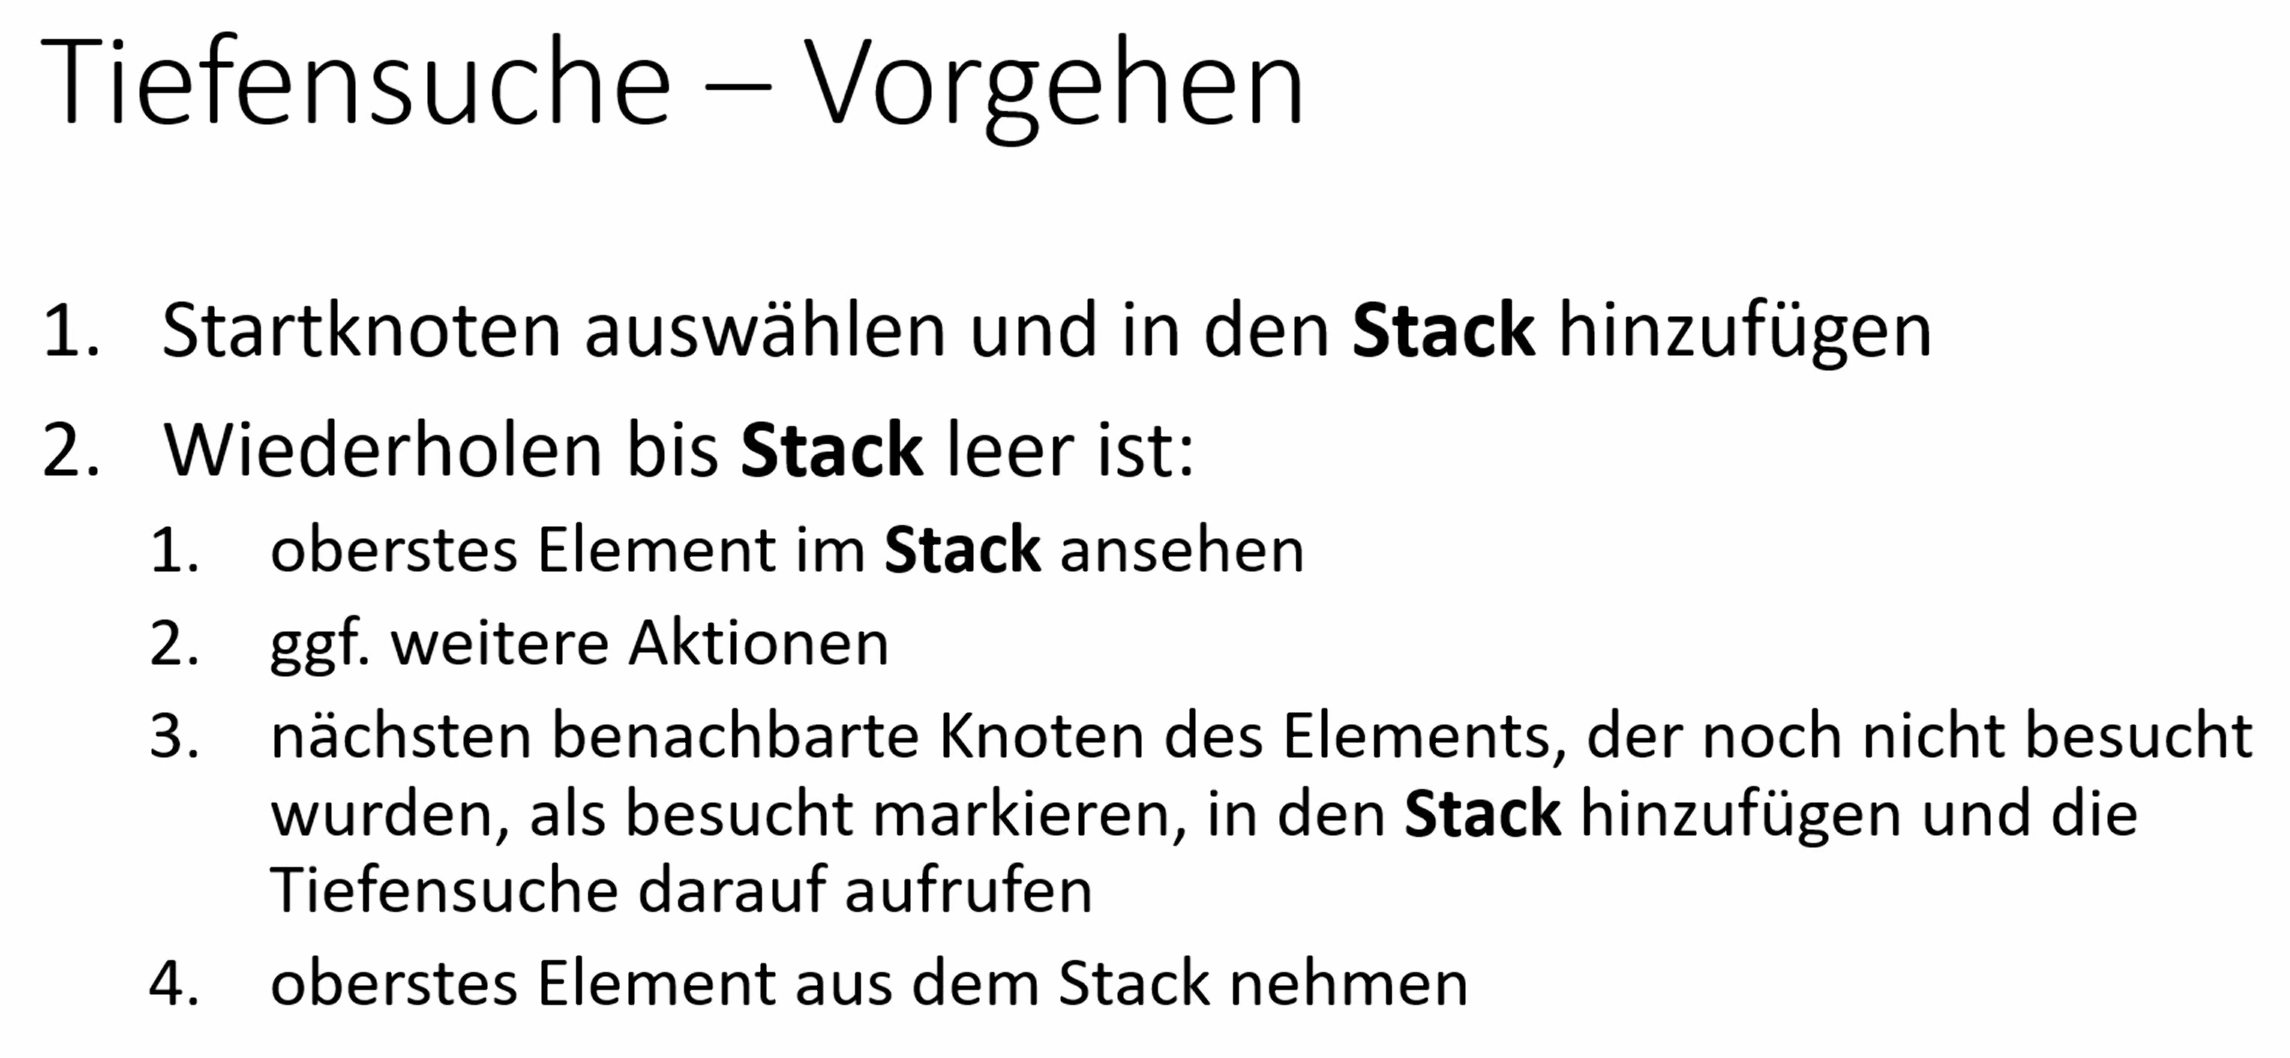 Tiefensuche – Vorgehen
1. Startknoten auswählen und in den Stack hinzufügen
2. Wiederholen bis Stack leer ist:
1. oberstes Element im Stack ansehen
2. ggf. weitere Aktionen
3. nächsten benachbarte Knoten des Elements, der noch nicht besucht
wurden, als besucht markieren, in den Stack hinzufügen und die
Tiefensuche darauf aufrufen
4. oberstes Element aus dem Stack nehmen